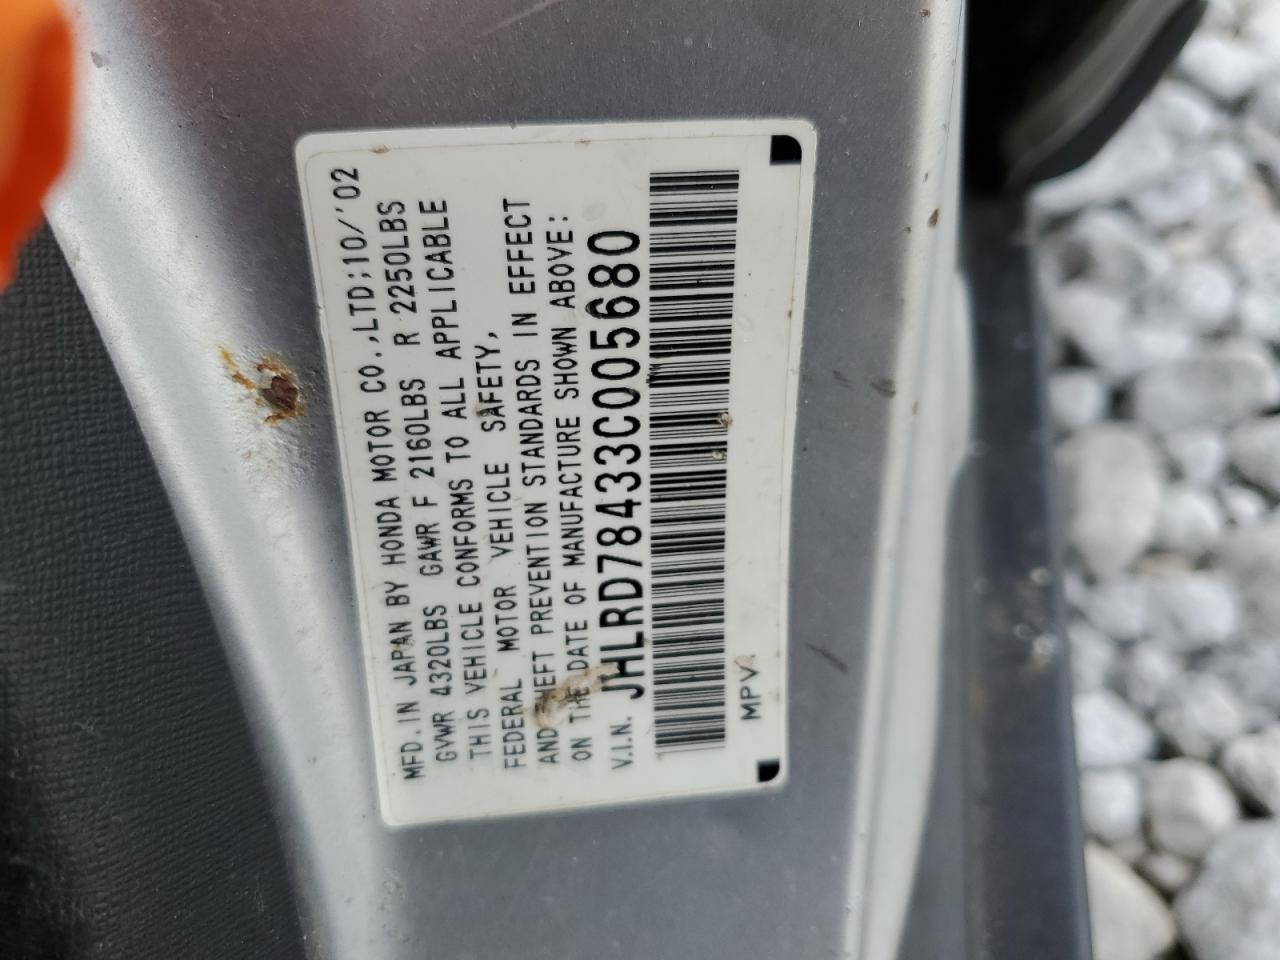 MFD. IN JAPAN BY HONDA MOTOR CO.,LTD;10/'02
GVWR 4320LBS GAWR F 2160LBS R 2250LBS
THIS VEHICLE CONFORMS TO ALL APPLICABLE
FEDERAL MOTOR VEHICLE SAFETY,
AND THEFT PREVENTION STANDARDS IN EFFECT
ON THE DATE OF MANUFACTURE SHOWN ABOVE:
V.I.N. JHLRD78433C005680
MPV